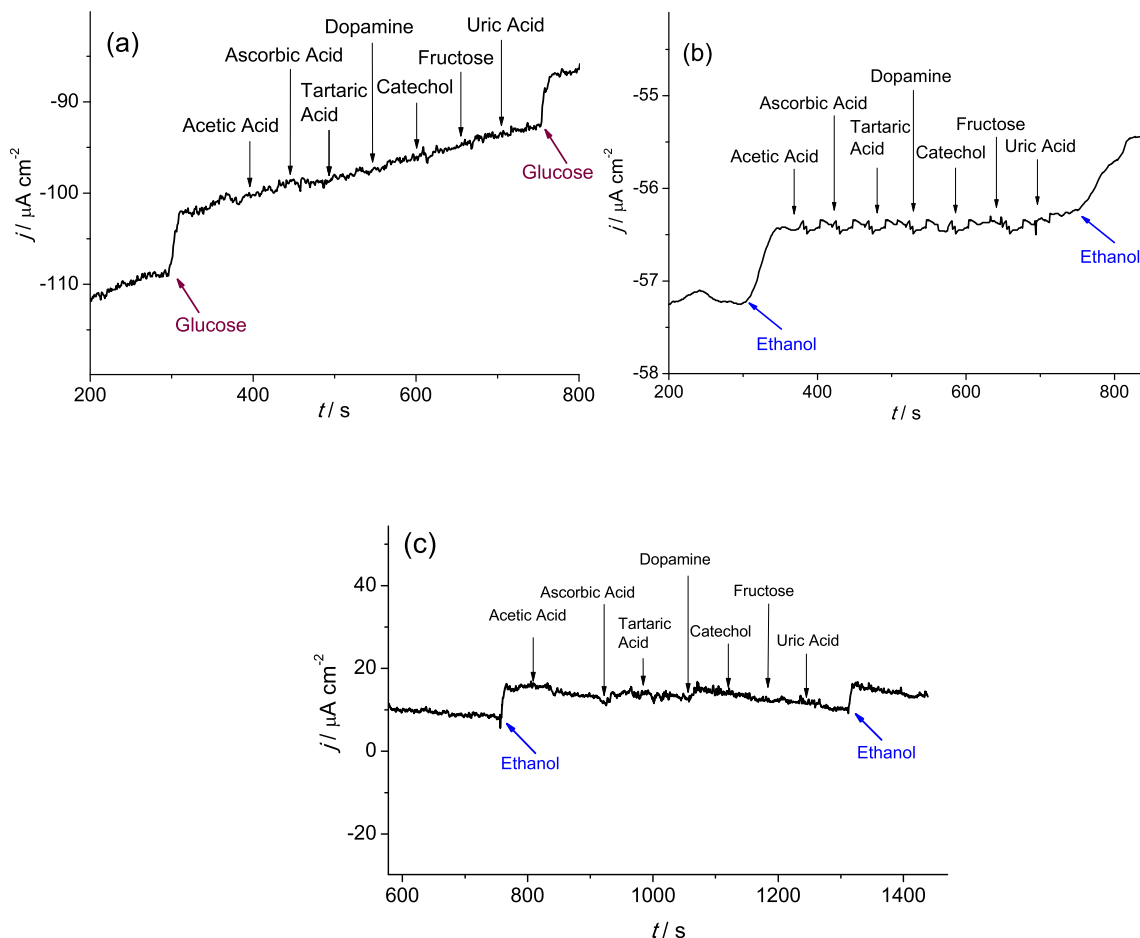 (a)
Dopamine
Uric Acid
Ascorbic Acid
Fructose
Tartaric
Acid
Catechol
Acetic Acid
Glucose
Glucose
-90
-100
-110
j / μA cm-2
200
400
600
800
t / s
(b)
Dopamine
Ascorbic Acid
Tartaric
Acid
Fructose
Acetic Acid
Catechol
Uric Acid
Ethanol
Ethanol
-55
-56
-57
-58
j / μA cm-2
200
400
600
800
t / s
(c)
Dopamine
Ascorbic Acid
Fructose
Acetic Acid
Tartaric
Acid
Catechol
Uric Acid
Ethanol
Ethanol
40
20
0
-20
j / μA cm-2
600
800
1000
1200
1400
t / s